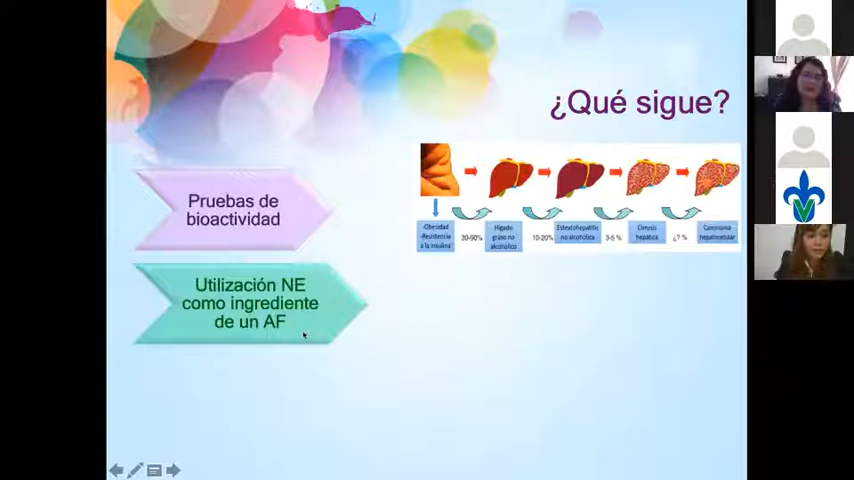 ¿Qué sigue?
Pruebas de
bioactividad
Utilización NE
como ingrediente
de un AF
-Obesidad
-Resistencia
a la insulina
30-90%
Hígado
graso no
alcohólico
10-20%
Esteatohepatitis
no alcohólica
3-5 %
Cirrosis
hepática
¿? %
Carcinoma
hepatocelular